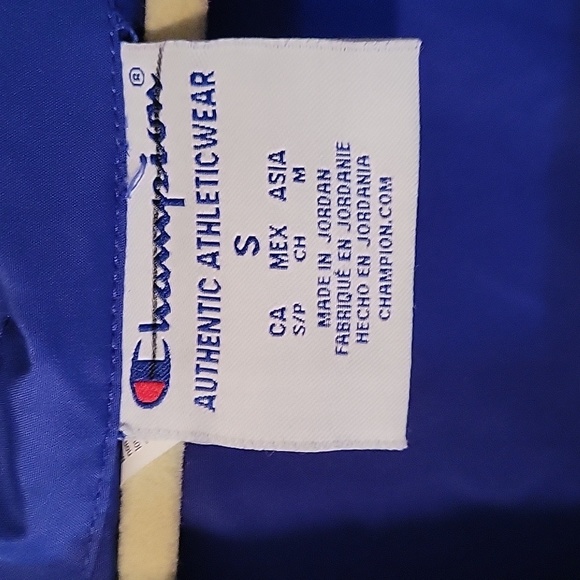 Champion®
AUTHENTIC ATHLETICWEAR
S
CA MEX ASIA
S/P CH M
MADE IN JORDAN
FABRIQUÉ EN JORDANIE
HECHO EN JORDANIA
CHAMPION.COM